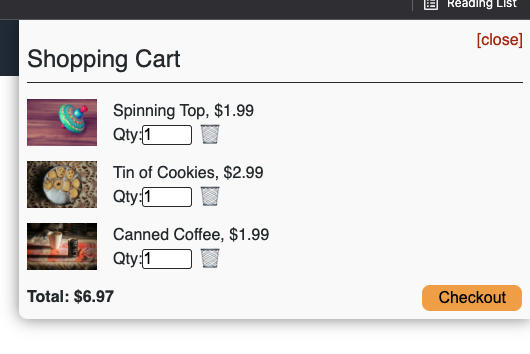 Reading List
[close]
Shopping Cart
Spinning Top, $1.99
Qty:1
Tin of Cookies, $2.99
Qty:1
Canned Coffee, $1.99
Qty:1
Total: $6.97
Checkout